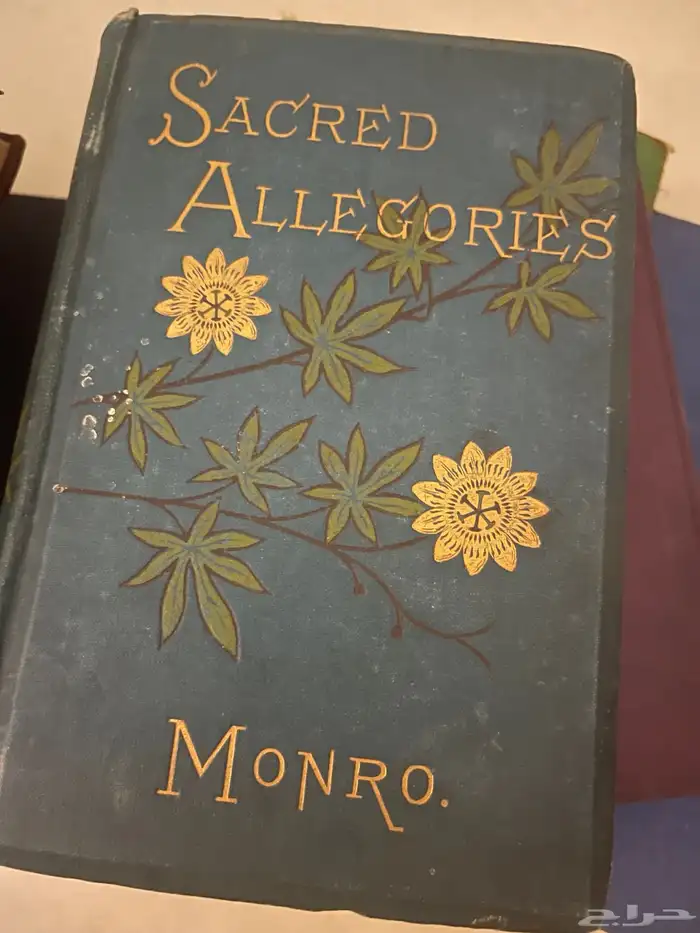 SACRED
ALLEGORIES
MONRO.
حراج